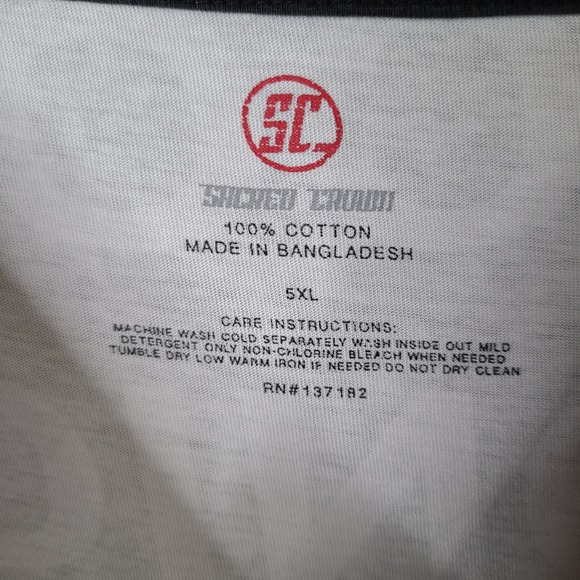 SC
SACRED CROWN
100% COTTON
MADE IN BANGLADESH
5XL
CARE INSTRUCTIONS:
MACHINE WASH COLD SEPARATELY WASH INSIDE OUT MILD
DETERGENT ONLY NON-CHLORINE BLEACH WHEN NEEDED
TUMBLE DRY LOW WARM IRON IF NEEDED DO NOT DRY CLEAN
RN#137182